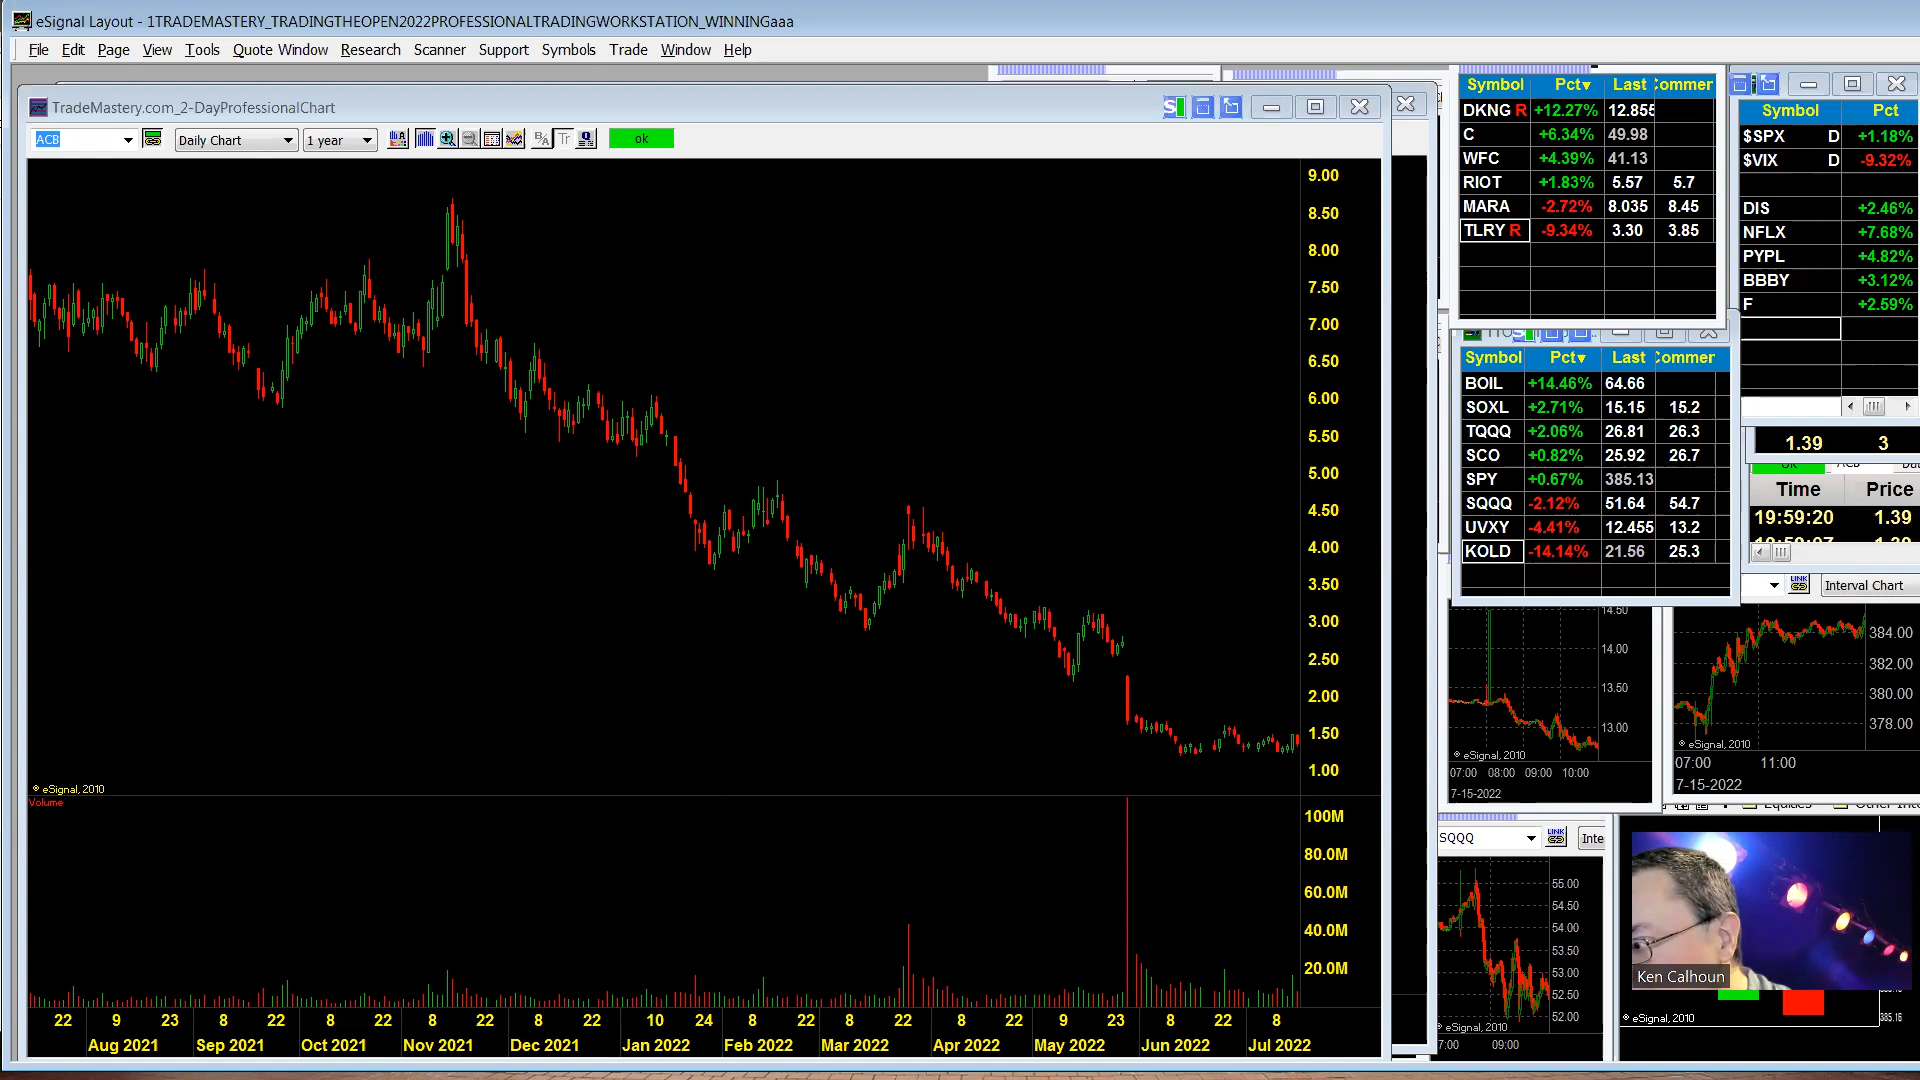 eSignal Layout - 1TRADEMASTERY_TRADINGTHEOPEN2022PROFESSIONALTRADINGWORKSTATION_WINNINGaaa
File Edit Page View Tools Quote Window Research Scanner Support Symbols Trade Window Help
TradeMastery.com_2-DayProfessionalChart
ACB Daily Chart 1 year ok
9.00
8.50
8.00
7.50
7.00
6.50
6.00
5.50
5.00
4.50
4.00
3.50
3.00
2.50
2.00
1.50
1.00
eSignal, 2010
Volume
100M
80.0M
60.0M
40.0M
20.0M
22 9 23 8 22 8 22 8 22 8 22 10 24 8 22 8 22 8 22 9 23 8 22 8
Aug 2021 Sep 2021 Oct 2021 Nov 2021 Dec 2021 Jan 2022 Feb 2022 Mar 2022 Apr 2022 May 2022 Jun 2022 Jul 2022
Symbol Pct Last Commer
DKNG R +12.27% 12.855
C +6.34% 49.98
WFC +4.39% 41.13
RIOT +1.83% 5.57 5.7
MARA -2.72% 8.035 8.45
TLRY R -9.34% 3.30 3.85
Symbol Pct
$SPX D +1.18%
$VIX D -9.32%
DIS +2.46%
NFLX +7.68%
PYPL +4.82%
BBBY +3.12%
F +2.59%
Symbol Pct Last Commer
BOIL +14.46% 64.66
SOXL +2.71% 15.15 15.2
TQQQ +2.06% 26.81 26.3
SCO +0.82% 25.92 26.7
SPY +0.67% 385.13
SQQQ -2.12% 51.64 54.7
UVXY -4.41% 12.455 13.2
KOLD -14.14% 21.56 25.3
1.39 3
Time Price
19:59:20 1.39
LINK Interval Chart
14.50
14.00
13.50
13.00
eSignal, 2010
07:00 08:00 09:00 10:00
7-15-2022
384.00
382.00
380.00
378.00
eSignal, 2010
07:00 11:00
7-15-2022
SQQQ LINK Inte
55.00
54.50
54.00
53.50
53.00
52.50
52.00
eSignal, 2010
7:00 09:00
Ken Calhoun
eSignal, 2010
385.16